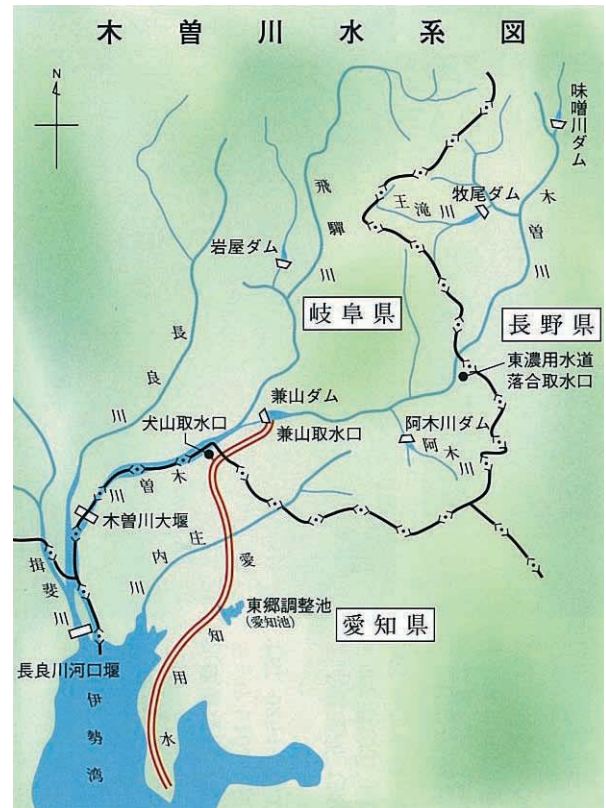 木曽川水系図
N
味噌川ダム
牧尾ダム
王滝川
木曽川
飛騨川
岩屋ダム
岐阜県
長野県
長良川
東濃用水道
落合取水口
兼山ダム
犬山取水口
兼山取水口
阿木川ダム
阿木川
木曽川
木曽川大堰
庄内川
揖斐川
愛知用水
東郷調整池
(愛知池)
愛知県
長良川河口堰
伊勢湾